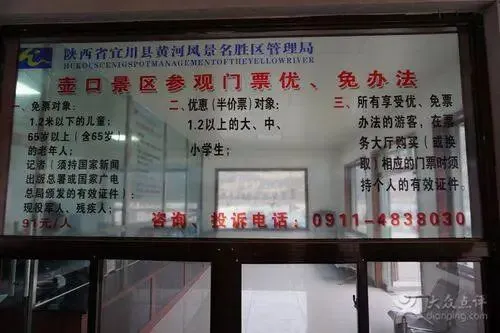 陕西省宜川县黄河风景名胜区管理局
HUKOUSCENIGSPOTMANAGEMENTOFTHEYELLOWRIVER
壶口景区参观门票优、免办法
一、免票对象:
1.2米以下的儿童;
65岁以上(含65岁)
的老年人;
记者(须持国家新闻
出版总署或国家广电
总局颁发的有效证件);
现役军人、残疾人;
91元/人
二、优惠(半价票)对象:
1.2以上的大、中、
小学生;
三、所有享受优、免票
办法的游客,在票
务大厅购买(或换
取)相应的门票时须
持个人的有效证件。
咨询、投诉电话:0911-4838030
大众点评
dianping.com